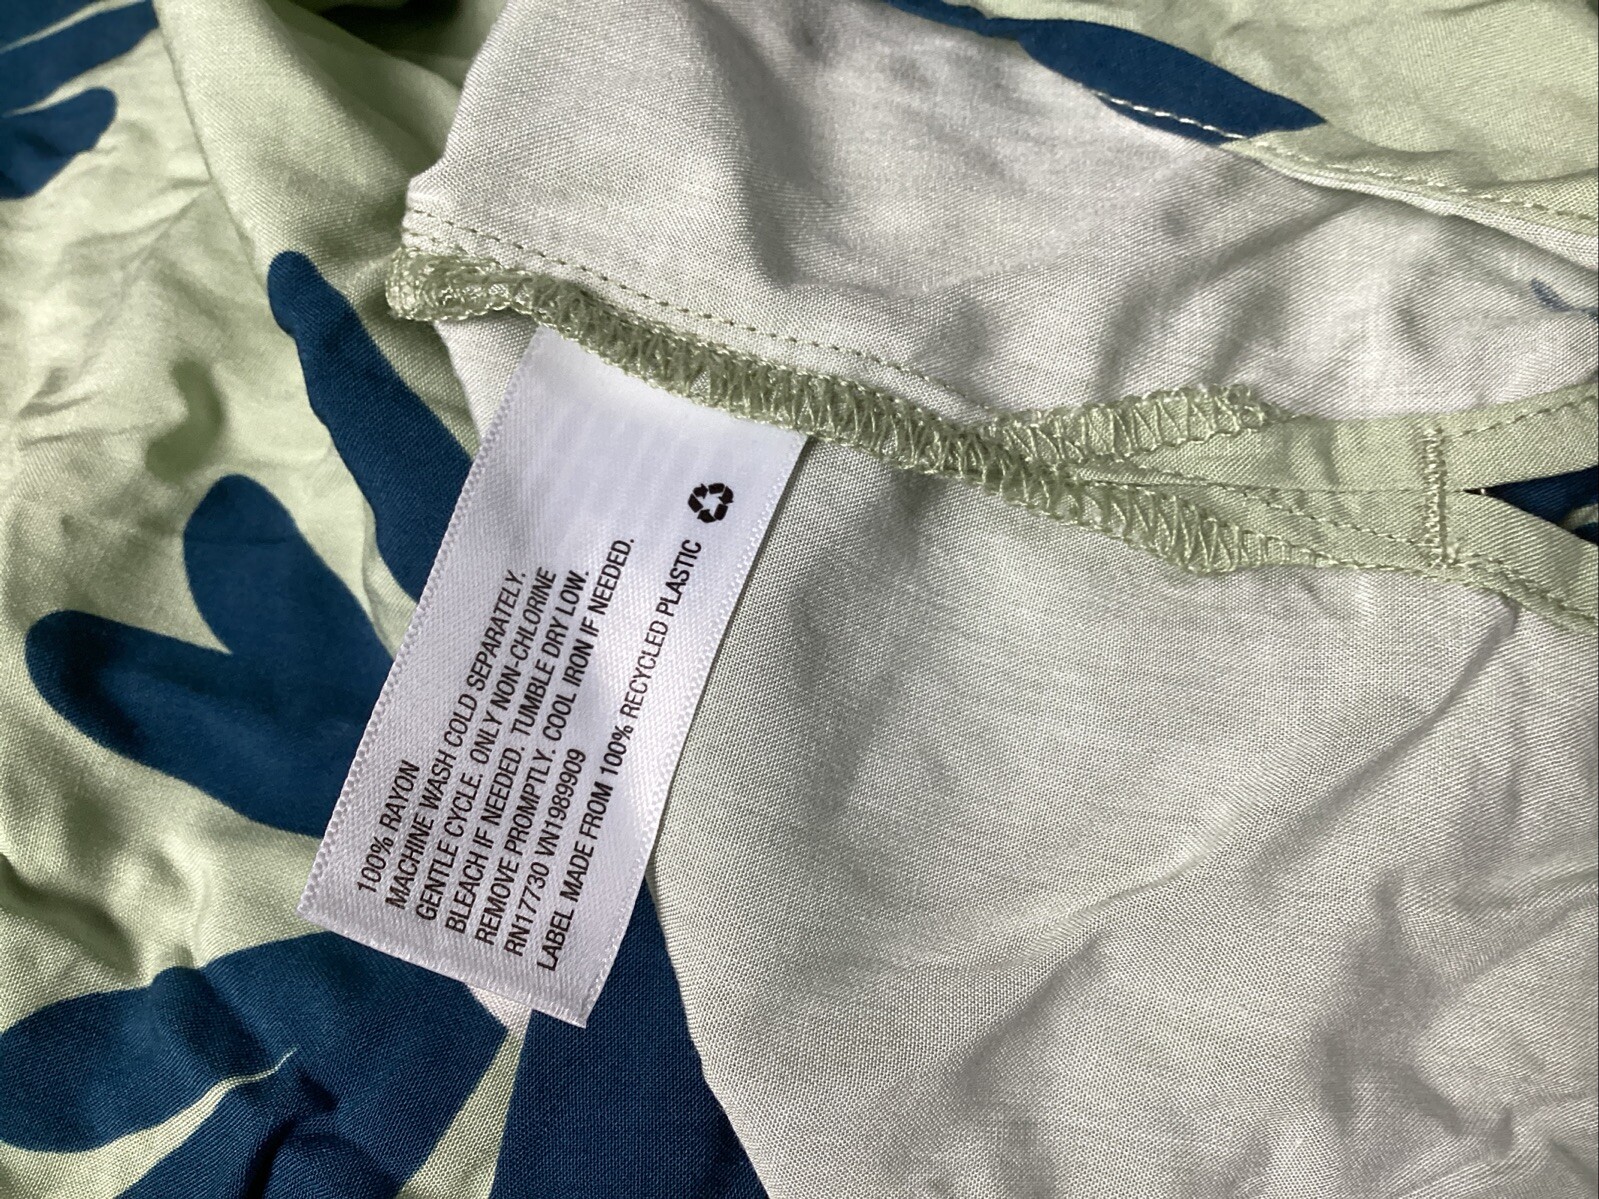 100% RAYON
MACHINE WASH COLD SEPARATELY.
GENTLE CYCLE. ONLY NON-CHLORINE
BLEACH IF NEEDED. TUMBLE DRY LOW.
REMOVE PROMPTLY. COOL IRON IF NEEDED.
RN17730 VN1989909
LABEL MADE FROM 100% RECYCLED PLASTIC